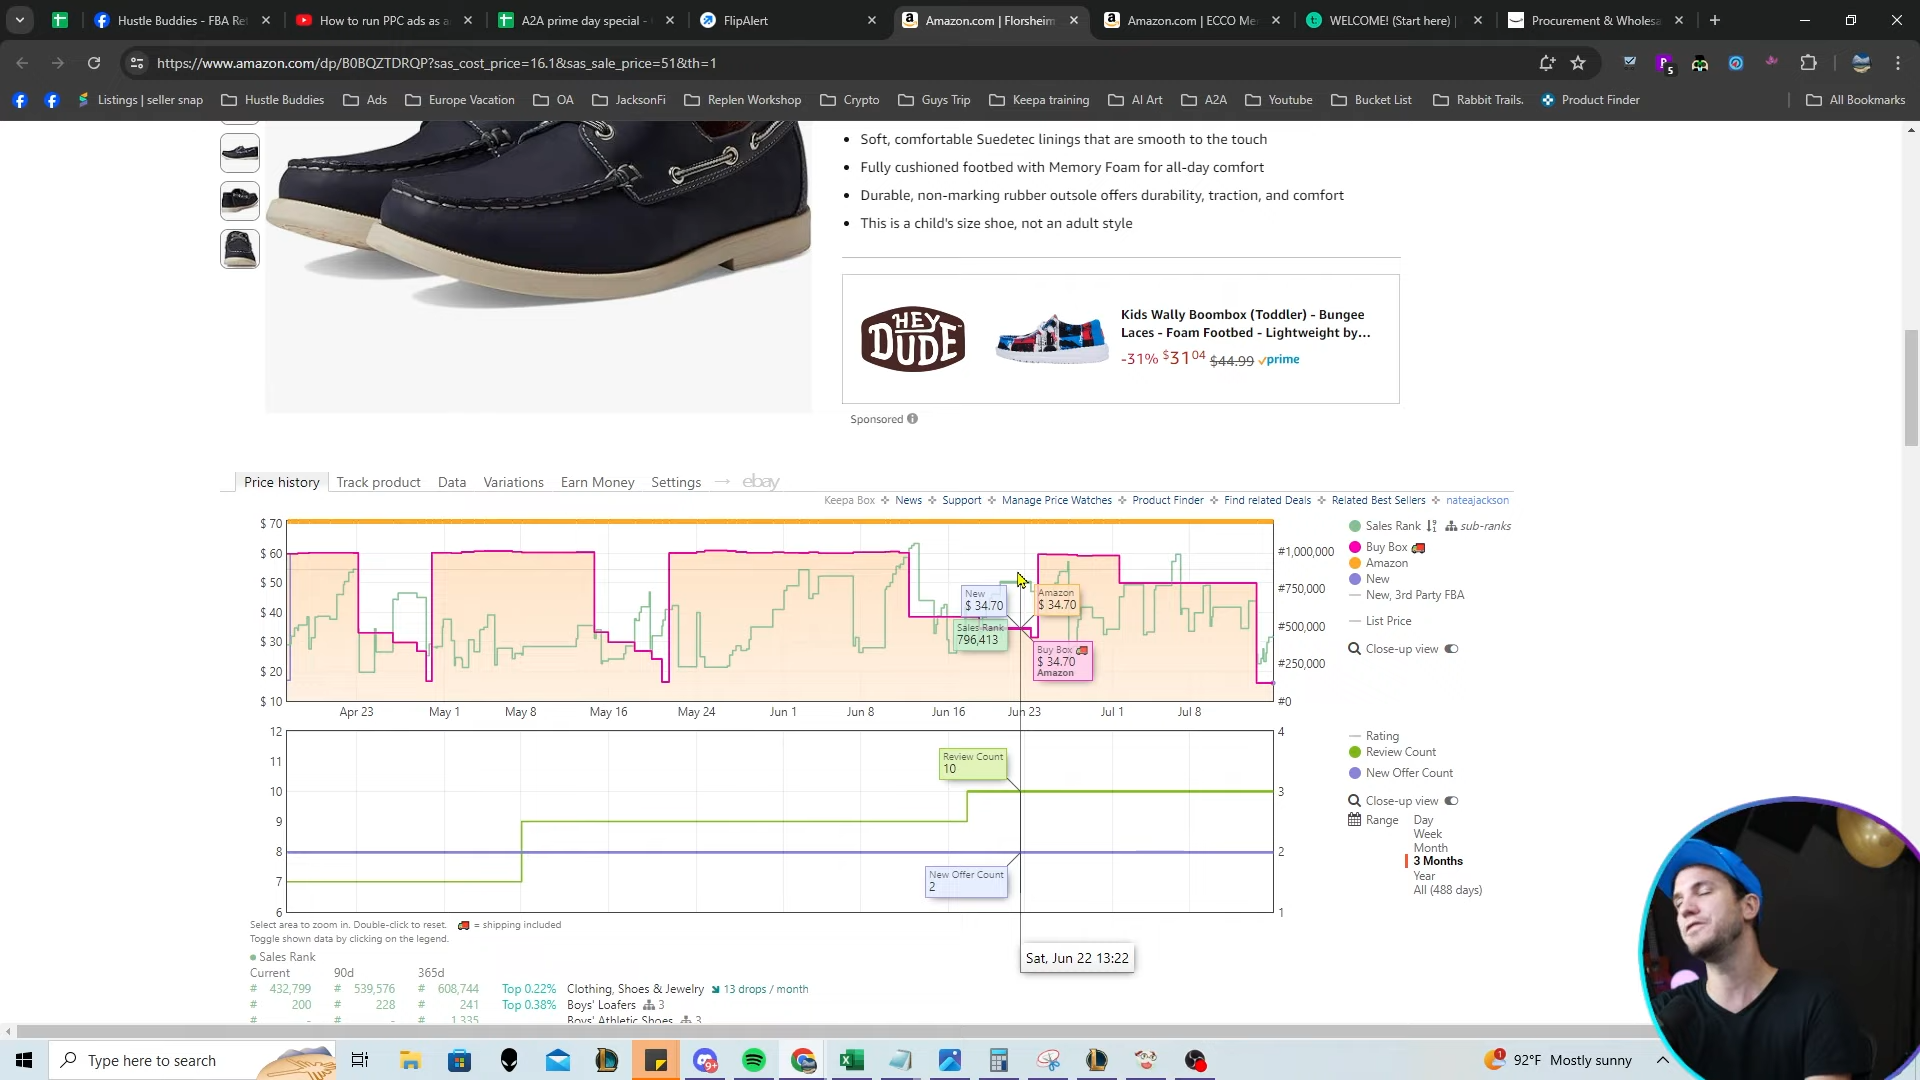 Hustle Buddies - FBA Re
How to run PPC ads as a
A2A prime day special -
FlipAlert
Amazon.com | Florsheim
Amazon.com | ECCO Me
WELCOME! (Start here) |
Procurement & Wholesa
https://www.amazon.com/dp/B0BQZTDRQP?sas_cost_price=16.1&sas_sale_price=51&th=1
5
Listings | seller snap
Hustle Buddies
Ads
Europe Vacation
OA
JacksonFi
Replen Workshop
Crypto
Guys Trip
Keepa training
AI Art
A2A
Youtube
Bucket List
Rabbit Trails.
Product Finder
All Bookmarks
Soft, comfortable Suedetec linings that are smooth to the touch
Fully cushioned footbed with Memory Foam for all-day comfort
Durable, non-marking rubber outsole offers durability, traction, and comfort
This is a child's size shoe, not an adult style
HEY
DUDE
Kids Wally Boombox (Toddler) - Bungee
Laces - Foam Footbed - Lightweight by...
-31% $31 04 $44.99 prime
Sponsored
Price history
Track product
Data
Variations
Earn Money
Settings
ebay
Keepa Box
News
Support
Manage Price Watches
Product Finder
Find related Deals
Related Best Sellers
nateajackson
$ 70
$ 60
$ 50
$ 40
$ 30
$ 20
$ 10
#1,000,000
#750,000
#500,000
#250,000
#0
Apr 23
May 1
May 8
May 16
May 24
Jun 1
Jun 8
Jun 16
Jun 23
Jul 1
Jul 8
New
$ 34.70
Amazon
$ 34.70
Sales Rank
796,413
Buy Box
$ 34.70
Amazon
Sales Rank
sub-ranks
Buy Box
Amazon
New
New, 3rd Party FBA
List Price
Close-up view
12
11
10
9
8
7
6
4
3
2
1
Review Count
10
New Offer Count
2
Sat, Jun 22 13:22
Rating
Review Count
New Offer Count
Close-up view
Range
Day
Week
Month
3 Months
Year
All (488 days)
Select area to zoom in. Double-click to reset.
= shipping included
Toggle shown data by clicking on the legend.
Sales Rank
Current 90d 365d
# 432,799 # 539,576 # 608,744 Top 0.22% Clothing, Shoes & Jewelry 13 drops / month
# 200 # 228 # 241 Top 0.38% Boys' Loafers 3
# - # - # 1,335 Boys' Athletic Shoes 3
Type here to search
9+
1
92°F Mostly sunny